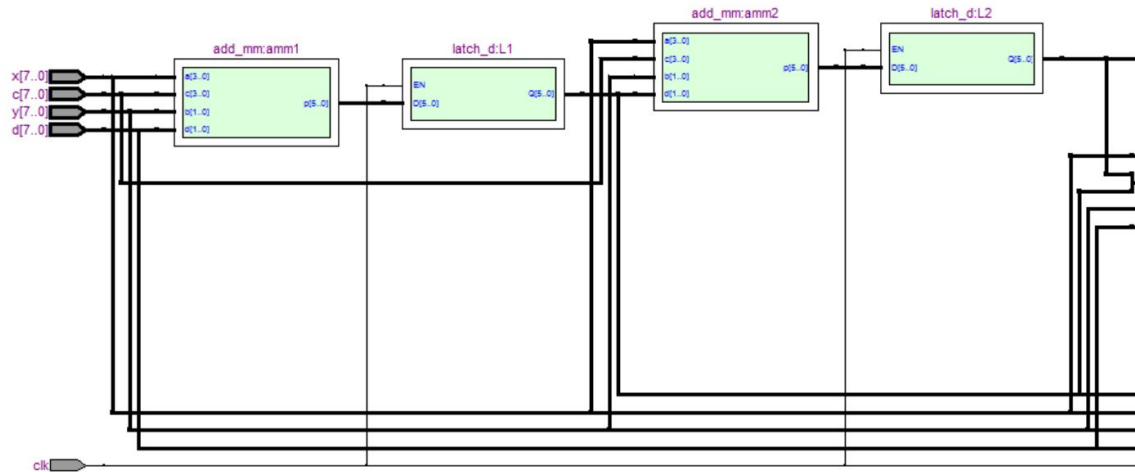 add_mm:amm1
latch_d:L1
add_mm:amm2
latch_d:L2
x[7..0]
c[7..0]
y[7..0]
d[7..0]
a[3..0]
c[3..0]
b[1..0]
d[1..0]
p[5..0]
EN
D[5..0]
Q[5..0]
a[3..0]
c[3..0]
b[1..0]
d[1..0]
p[5..0]
EN
D[5..0]
Q[5..0]
clk